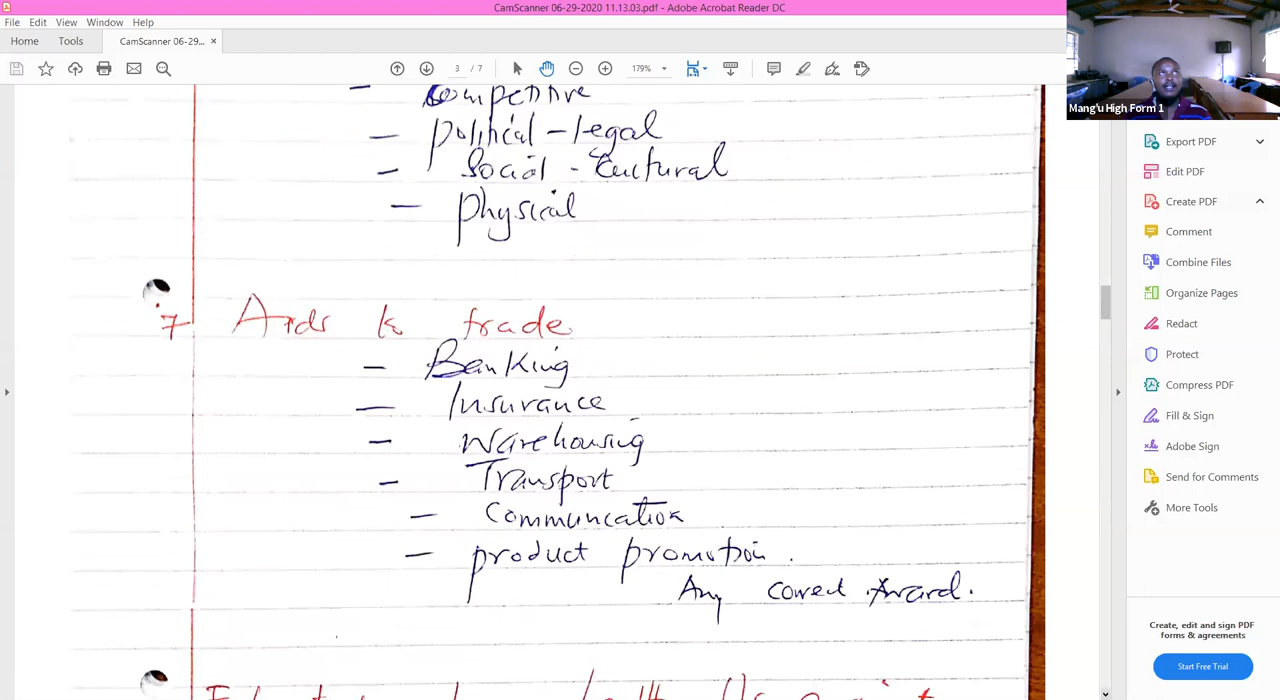 CamScanner 06-29-2020 11.13.03.pdf - Adobe Acrobat Reader DC
File Edit View Window Help
Home Tools CamScanner 06-29... ×
3 / 7 179%
Mang'u High Form 1
Competitive
- political - legal
- Social - Cultural
- physical
7 Aids to trade
- Banking
- Insurance
- Warehousing
- Transport
- Communcation
- product promotion.
Any correct Award.
Export PDF
Edit PDF
Create PDF
Comment
Combine Files
Organize Pages
Redact
Protect
Compress PDF
Fill & Sign
Adobe Sign
Send for Comments
More Tools
Create, edit and sign PDF
forms & agreements
Start Free Trial